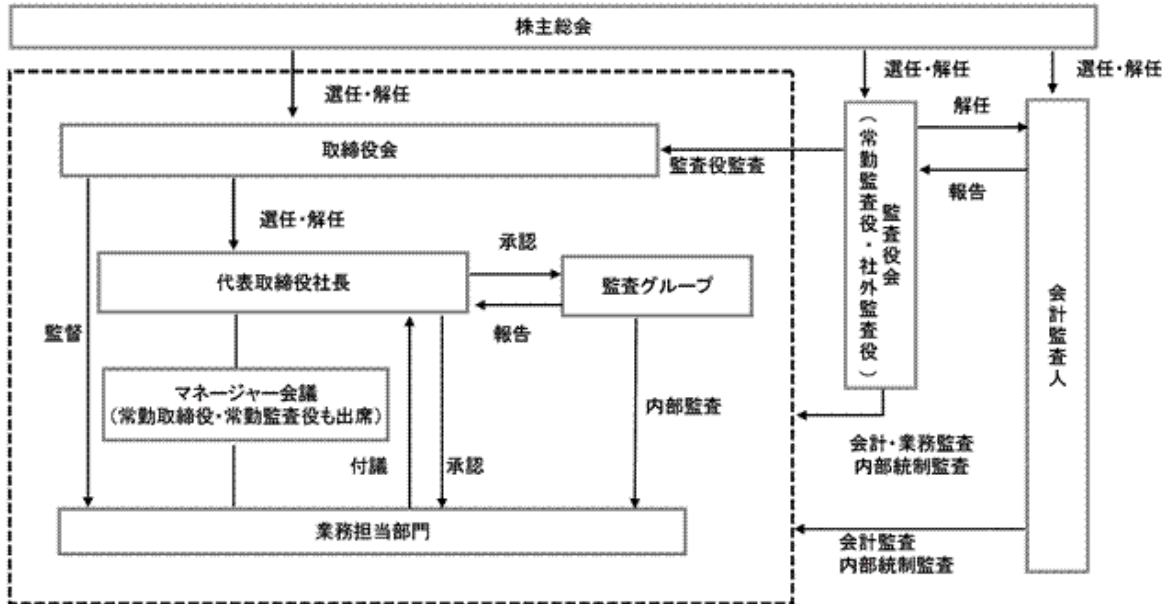 株主総会
選任・解任
選任・解任
選任・解任
取締役会
監査役監査
監査役会
（常勤監査役・社外監査役）
解任
報告
会計監査人
選任・解任
代表取締役社長
承認
報告
監査グループ
監督
マネージャー会議
（常勤取締役・常勤監査役も出席）
内部監査
付議
承認
会計・業務監査
内部統制監査
業務担当部門
会計監査
内部統制監査